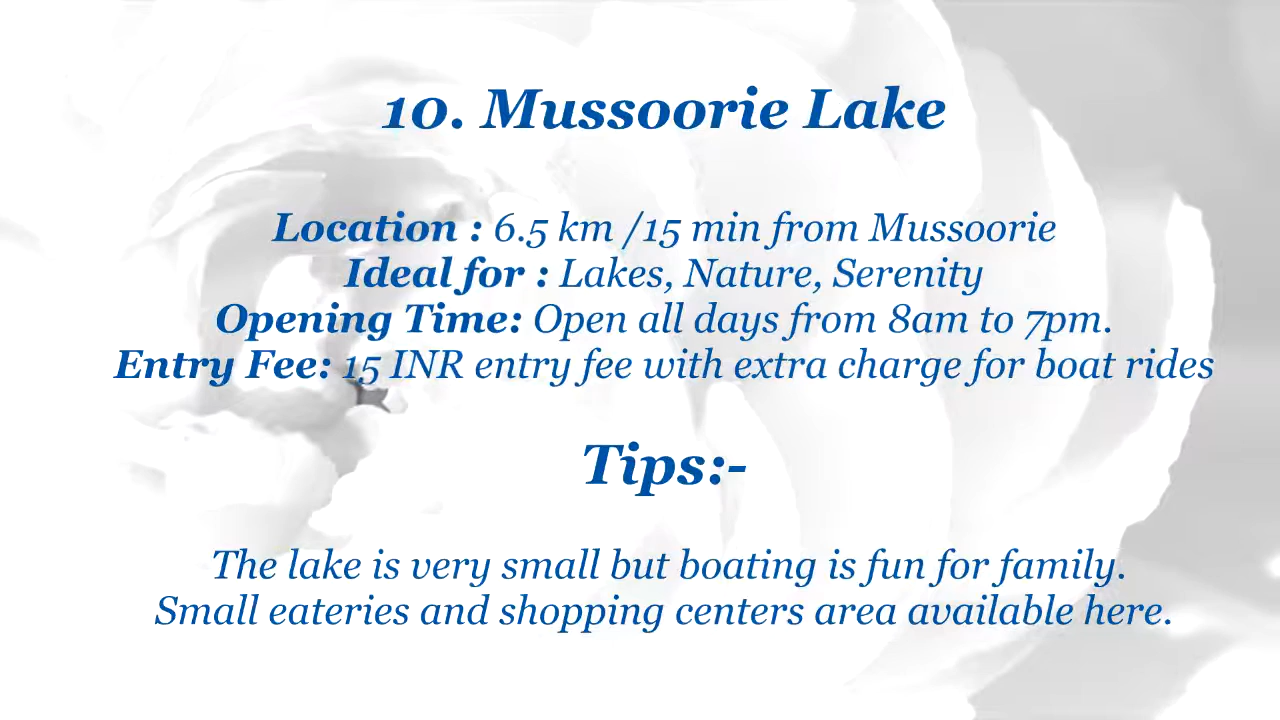 10. Mussoorie Lake
Location : 6.5 km /15 min from Mussoorie
Ideal for : Lakes, Nature, Serenity
Opening Time: Open all days from 8am to 7pm.
Entry Fee: 15 INR entry fee with extra charge for boat rides
Tips:-
The lake is very small but boating is fun for family.
Small eateries and shopping centers area available here.